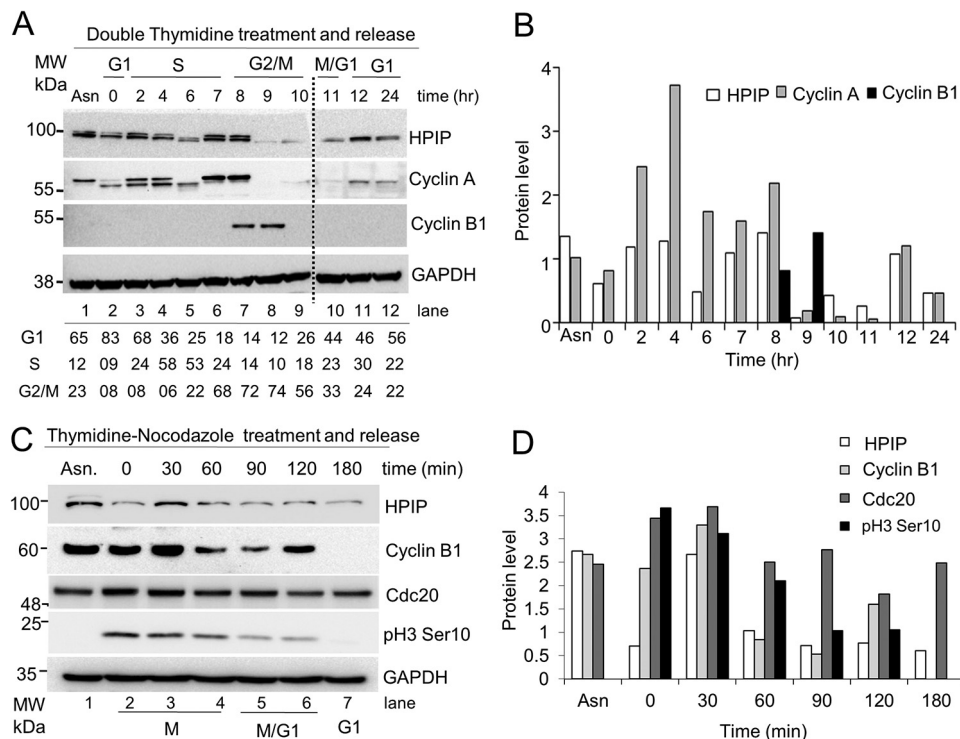 A
Double Thymidine treatment and release
MW
kDa
G1 S G2/M M/G1 G1
Asn 0 2 4 6 7 8 9 10 11 12 24 time (hr)
100
HPIP
55
Cyclin A
55
Cyclin B1
38
GAPDH
1 2 3 4 5 6 7 8 9 10 11 12 lane
G1 65 83 68 36 25 18 14 12 26 44 46 56
S 12 09 24 58 53 24 14 10 18 23 30 22
G2/M 23 08 08 06 22 68 72 74 56 33 24 22
B
4
3
2
1
0
Protein level
HPIP Cyclin A Cyclin B1
Asn 0 2 4 6 7 8 9 10 11 12 24
Time (hr)
C
Thymidine-Nocodazole treatment and release
Asn. 0 30 60 90 120 180 time (min)
100
HPIP
60
Cyclin B1
48
Cdc20
25
pH3 Ser10
35
GAPDH
MW
kDa
1 2 3 4 5 6 7 lane
M M/G1 G1
D
HPIP
Cyclin B1
Cdc20
pH3 Ser10
4
3.5
3
2.5
2
1.5
1
0.5
0.5
Protein level
Asn 0 30 60 90 120 180
Time (min)